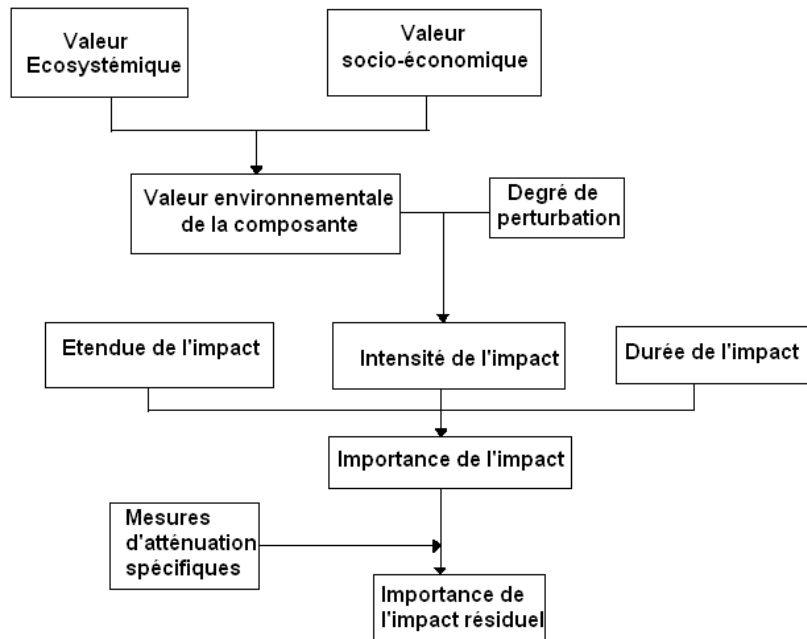 Valeur
Ecosystémique
Valeur
socio-économique
Valeur environnementale
de la composante
Degré de
perturbation
Etendue de l'impact
Intensité de l'impact
Durée de l'impact
Importance de l'impact
Mesures
d'atténuation
spécifiques
Importance de
l'impact résiduel